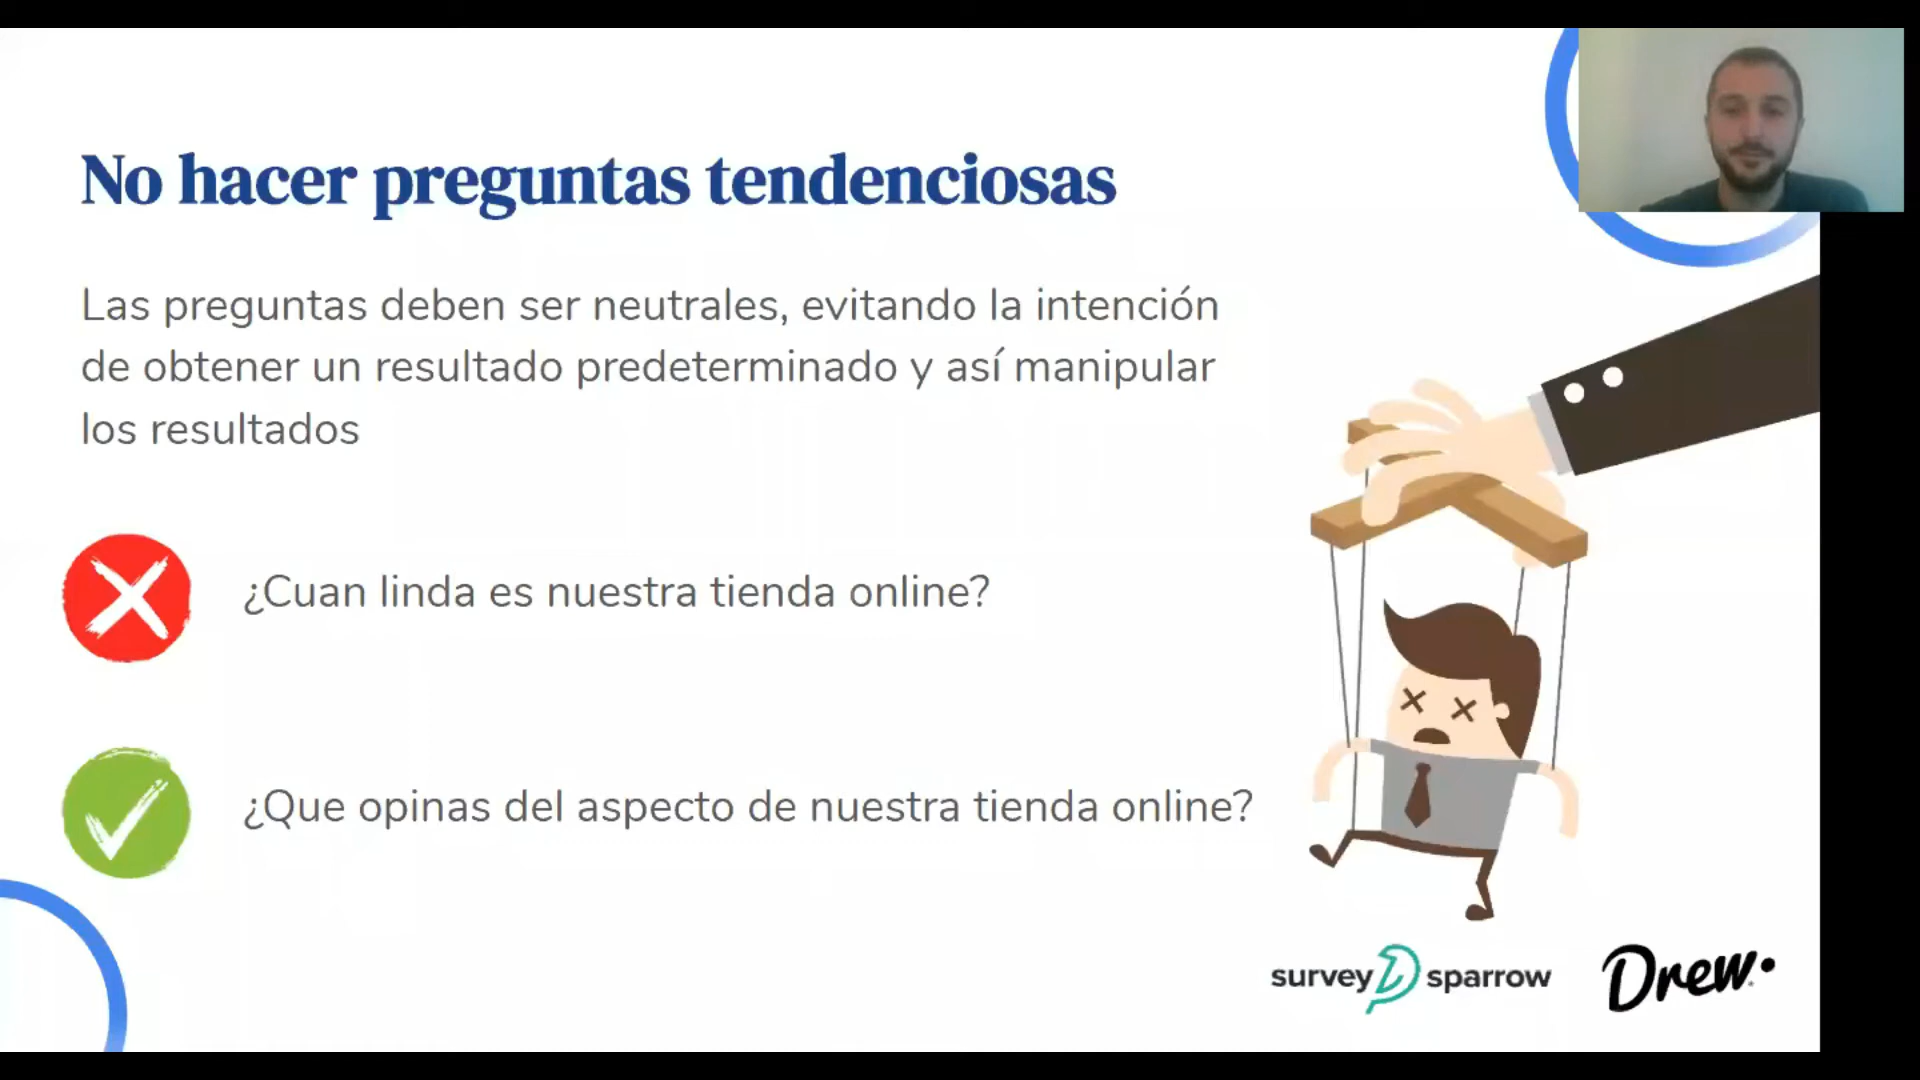 No hacer preguntas tendenciosas
Las preguntas deben ser neutrales, evitando la intención
de obtener un resultado predeterminado y así manipular
los resultados
¿Cuan linda es nuestra tienda online?
¿Que opinas del aspecto de nuestra tienda online?
survey sparrow
Drew